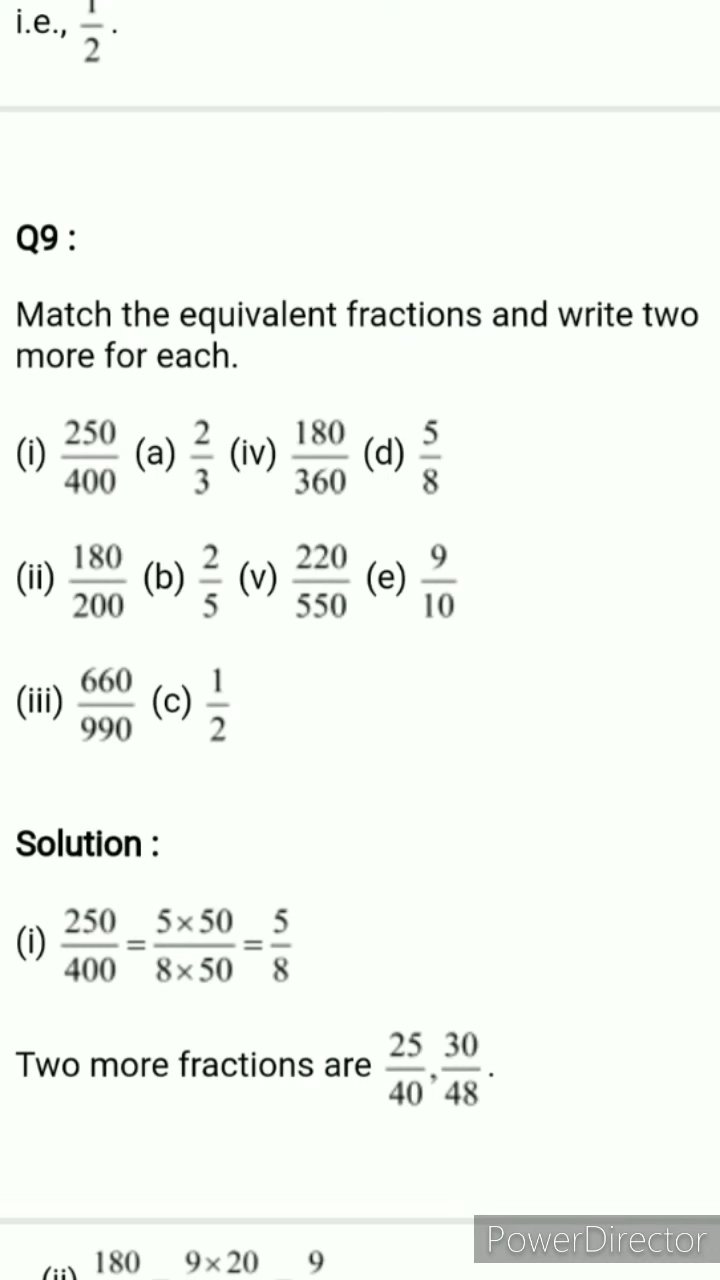 i.e., 1/2 .
Q9 :
Match the equivalent fractions and write two
more for each.
(i) 250/400 (a) 2/3 (iv) 180/360 (d) 5/8
(ii) 180/200 (b) 2/5 (v) 220/550 (e) 9/10
(iii) 660/990 (c) 1/2
Solution :
(i) 250/400 = 5×50/8×50 = 5/8
Two more fractions are 25/40, 30/48.
(ii) 180 9×20 9
PowerDirector